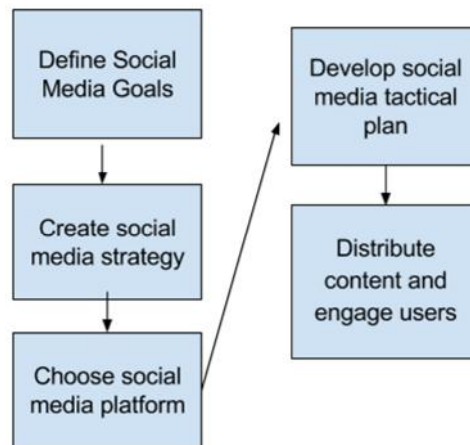 Define Social
Media Goals
Create social
media strategy
Choose social
media platform
Develop social
media tactical
plan
Distribute
content and
engage users